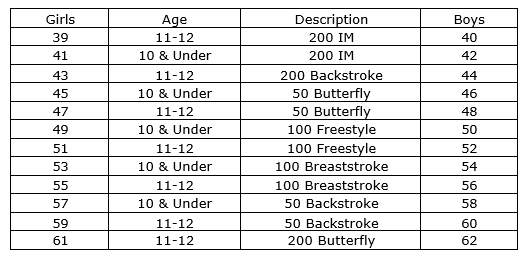 Girls Age Description Boys
39 11-12 200 IM 40
41 10 & Under 200 IM 42
43 11-12 200 Backstroke 44
45 10 & Under 50 Butterfly 46
47 11-12 50 Butterfly 48
49 10 & Under 100 Freestyle 50
51 11-12 100 Freestyle 52
53 10 & Under 100 Breaststroke 54
55 11-12 100 Breaststroke 56
57 10 & Under 50 Backstroke 58
59 11-12 50 Backstroke 60
61 11-12 200 Butterfly 62